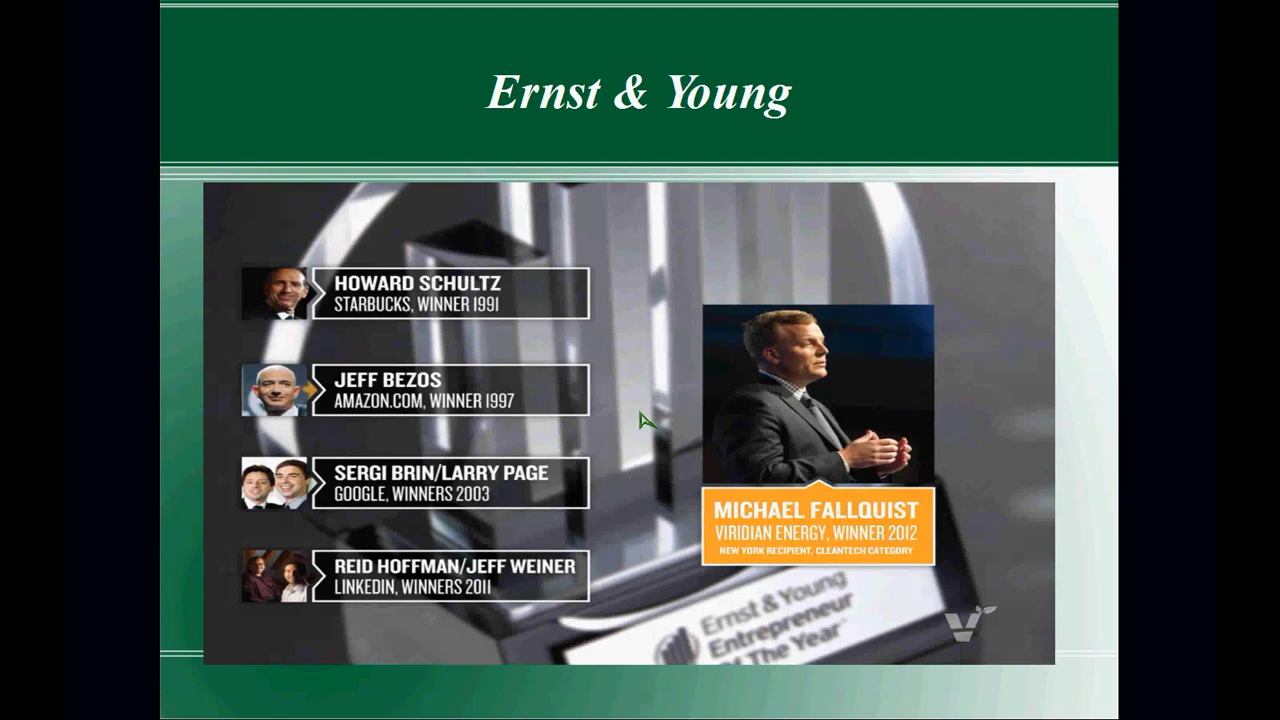 Ernst & Young
HOWARD SCHULTZ
STARBUCKS, WINNER 1991
JEFF BEZOS
AMAZON.COM, WINNER 1997
SERGI BRIN/LARRY PAGE
GOOGLE, WINNERS 2003
REID HOFFMAN/JEFF WEINER
LINKEDIN, WINNERS 2011
MICHAEL FALLQUIST
VIRIDIAN ENERGY, WINNER 2012
NEW YORK RECIPIENT, CLEANTECH CATEGORY
Ernst & Young
Entrepreneur
Of The Year